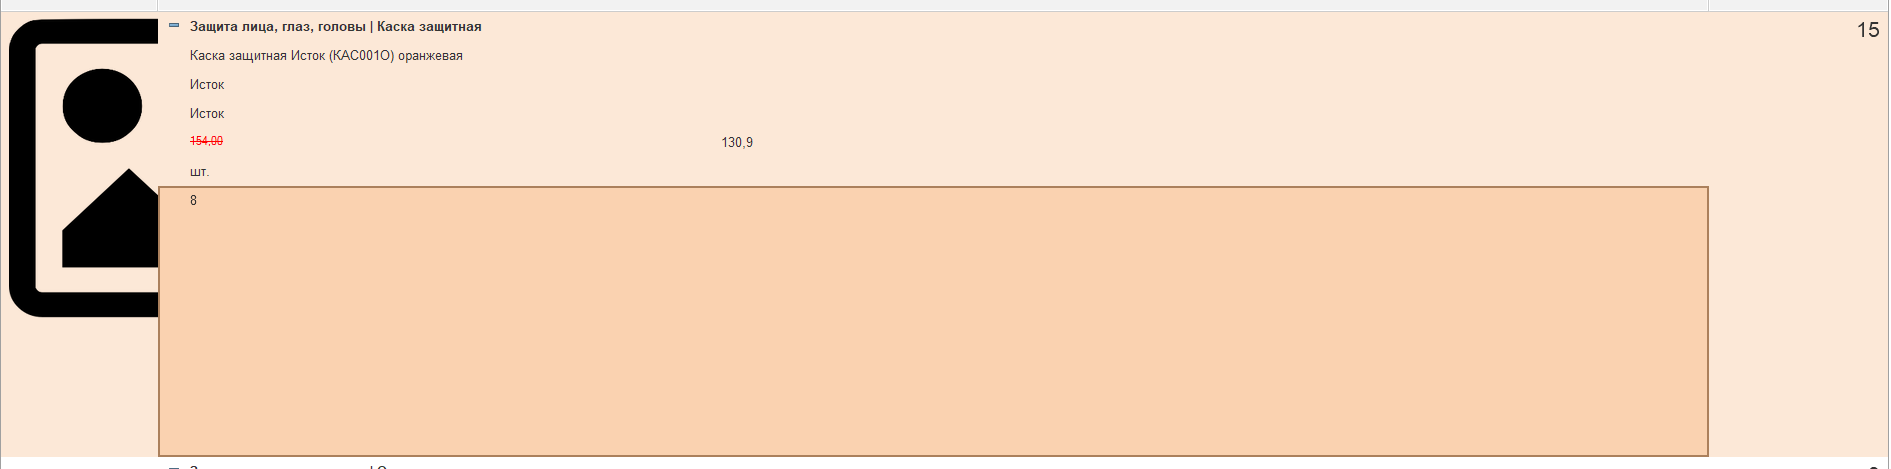 Защита лица, глаз, головы | Каска защитная
15
Каска защитная Исток (КАС001О) оранжевая
Исток
Исток
154,00
130,9
шт.
8